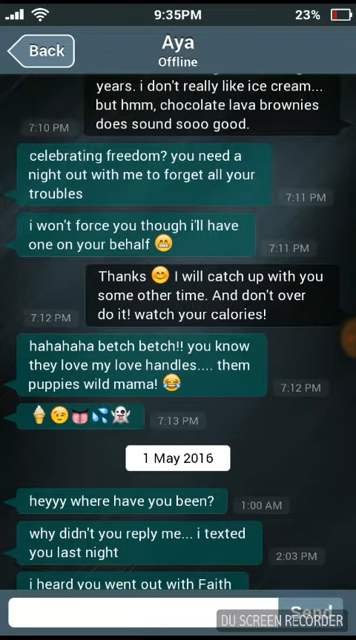 9:35PM
23%
Back
Aya
Offline
years. i don't really like ice cream...
but hmm, chocolate lava brownies
does sound sooo good.
7:10 PM
celebrating freedom? you need a
night out with me to forget all your
troubles
7:11 PM
i won't force you though i'll have
one on your behalf 😁
7:11 PM
Thanks 😊 I will catch up with you
some other time. And don't over
do it! watch your calories!
7:12 PM
hahahaha betch betch!! you know
they love my love handles.... them
puppies wild mama! 😂
7:12 PM
🍦😉👅💦👻
7:13 PM
1 May 2016
heyyy where have you been?
1:00 AM
why didn't you reply me... i texted
you last night
2:03 PM
i heard you went out with Faith
Send
DU SCREEN RECORDER